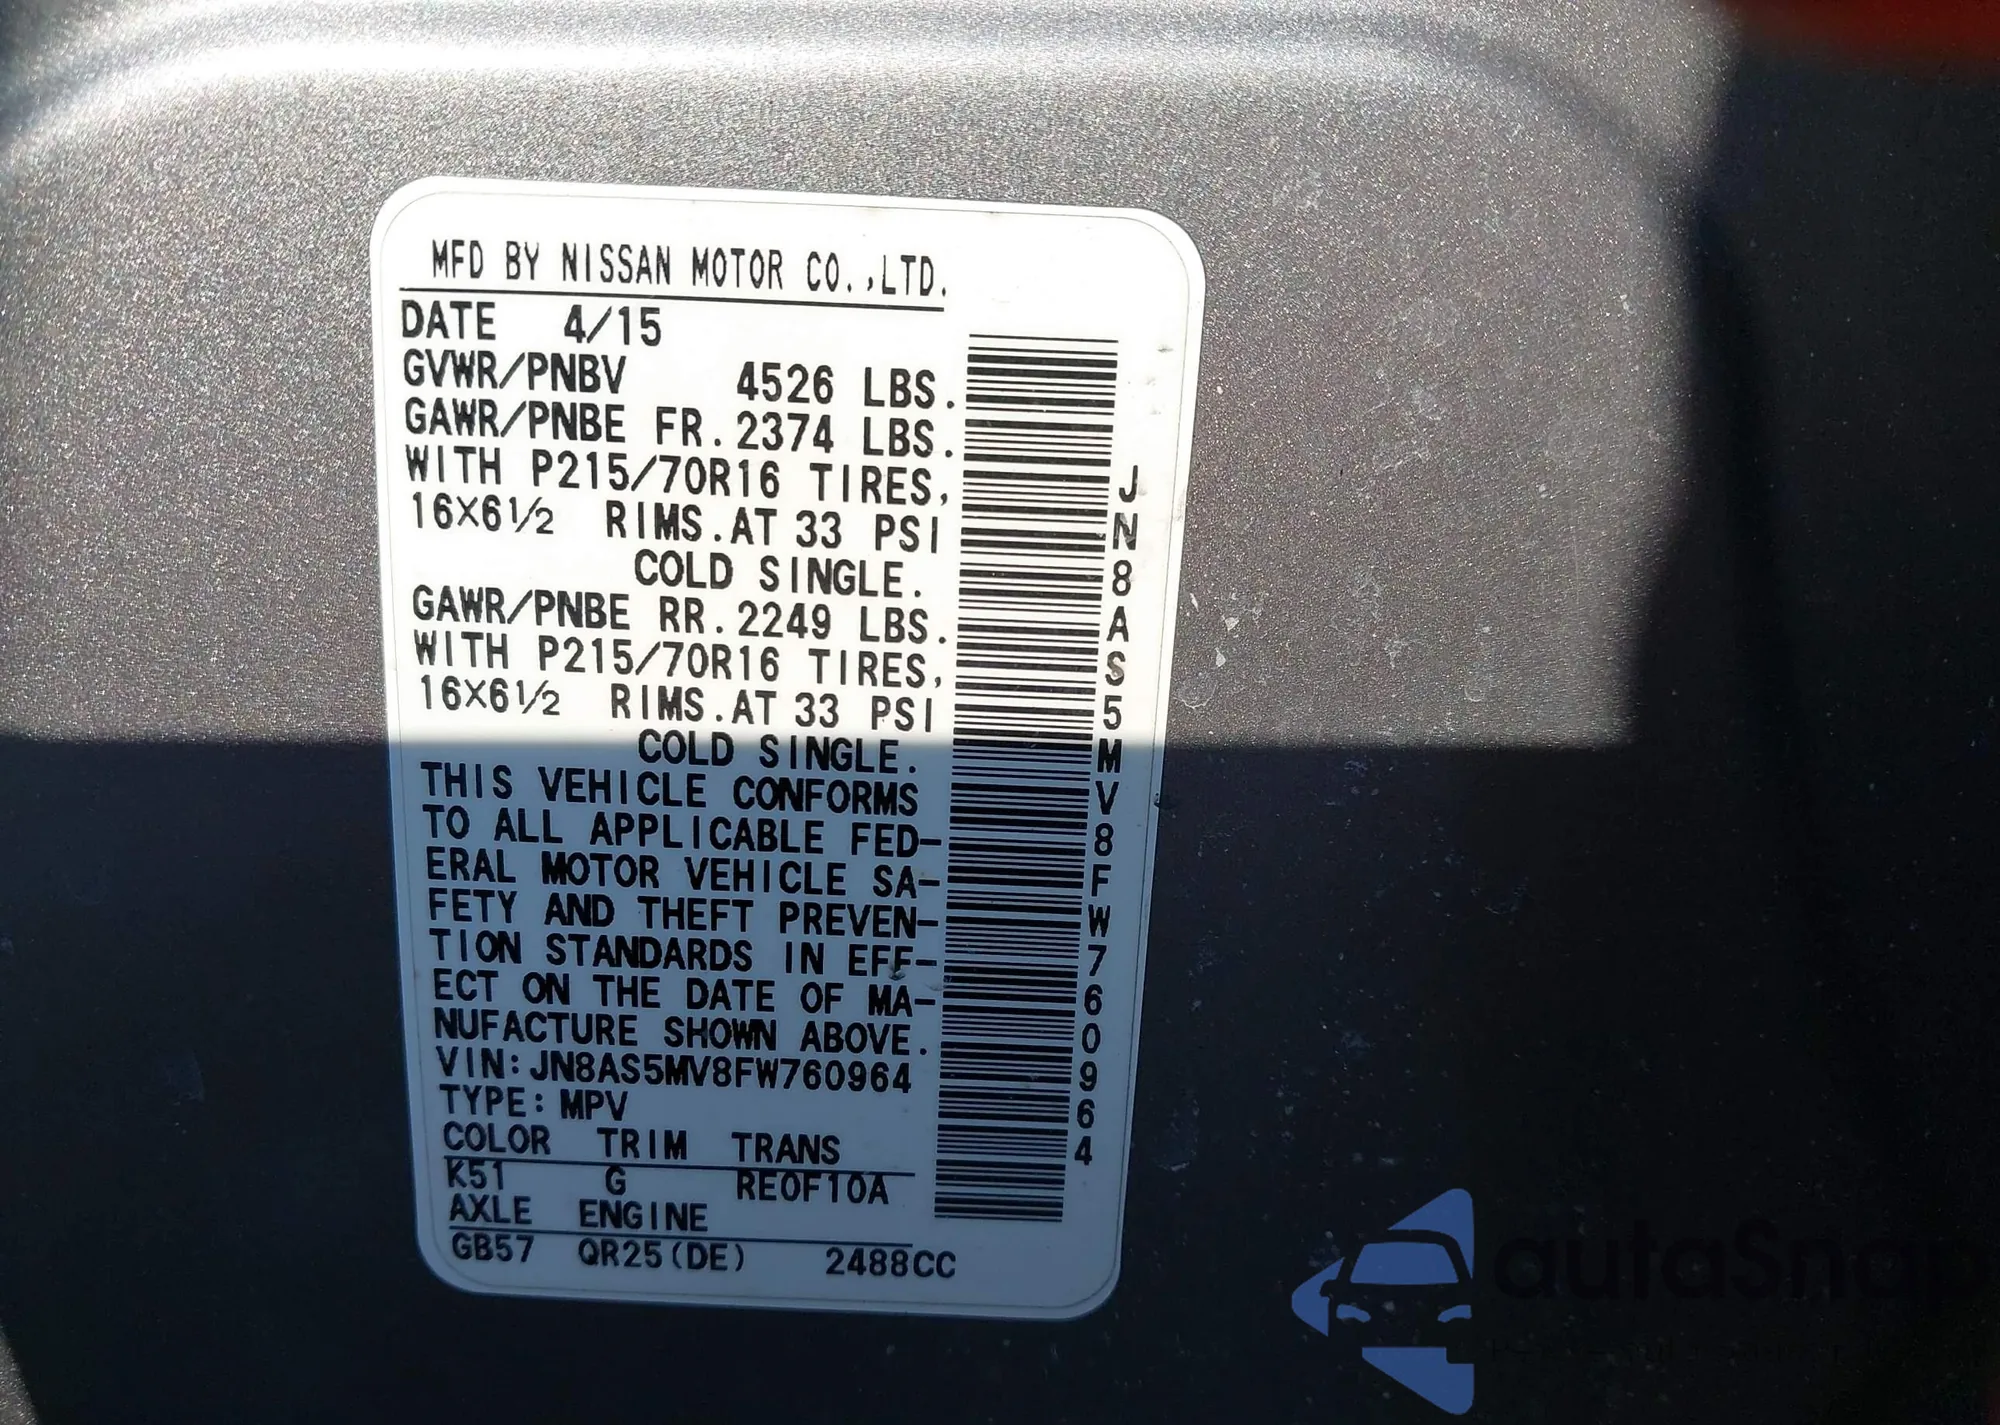 MFD BY NISSAN MOTOR CO.,LTD.
DATE 4/15
GVWR/PNBV 4526 LBS.
GAWR/PNBE FR.2374 LBS.
WITH P215/70R16 TIRES,
16X6½ RIMS.AT 33 PSI
COLD SINGLE.
GAWR/PNBE RR.2249 LBS.
WITH P215/70R16 TIRES,
16X6½ RIMS.AT 33 PSI
COLD SINGLE.
THIS VEHICLE CONFORMS
TO ALL APPLICABLE FED-
ERAL MOTOR VEHICLE SA-
FETY AND THEFT PREVEN-
TION STANDARDS IN EFF-
ECT ON THE DATE OF MA-
NUFACTURE SHOWN ABOVE.
VIN:JN8AS5MV8FW760964
TYPE:MPV
COLOR TRIM TRANS
K51 G RE0F10A
AXLE ENGINE
GB57 QR25(DE) 2488CC
JN8AS5MV8FW760964
autaSnap